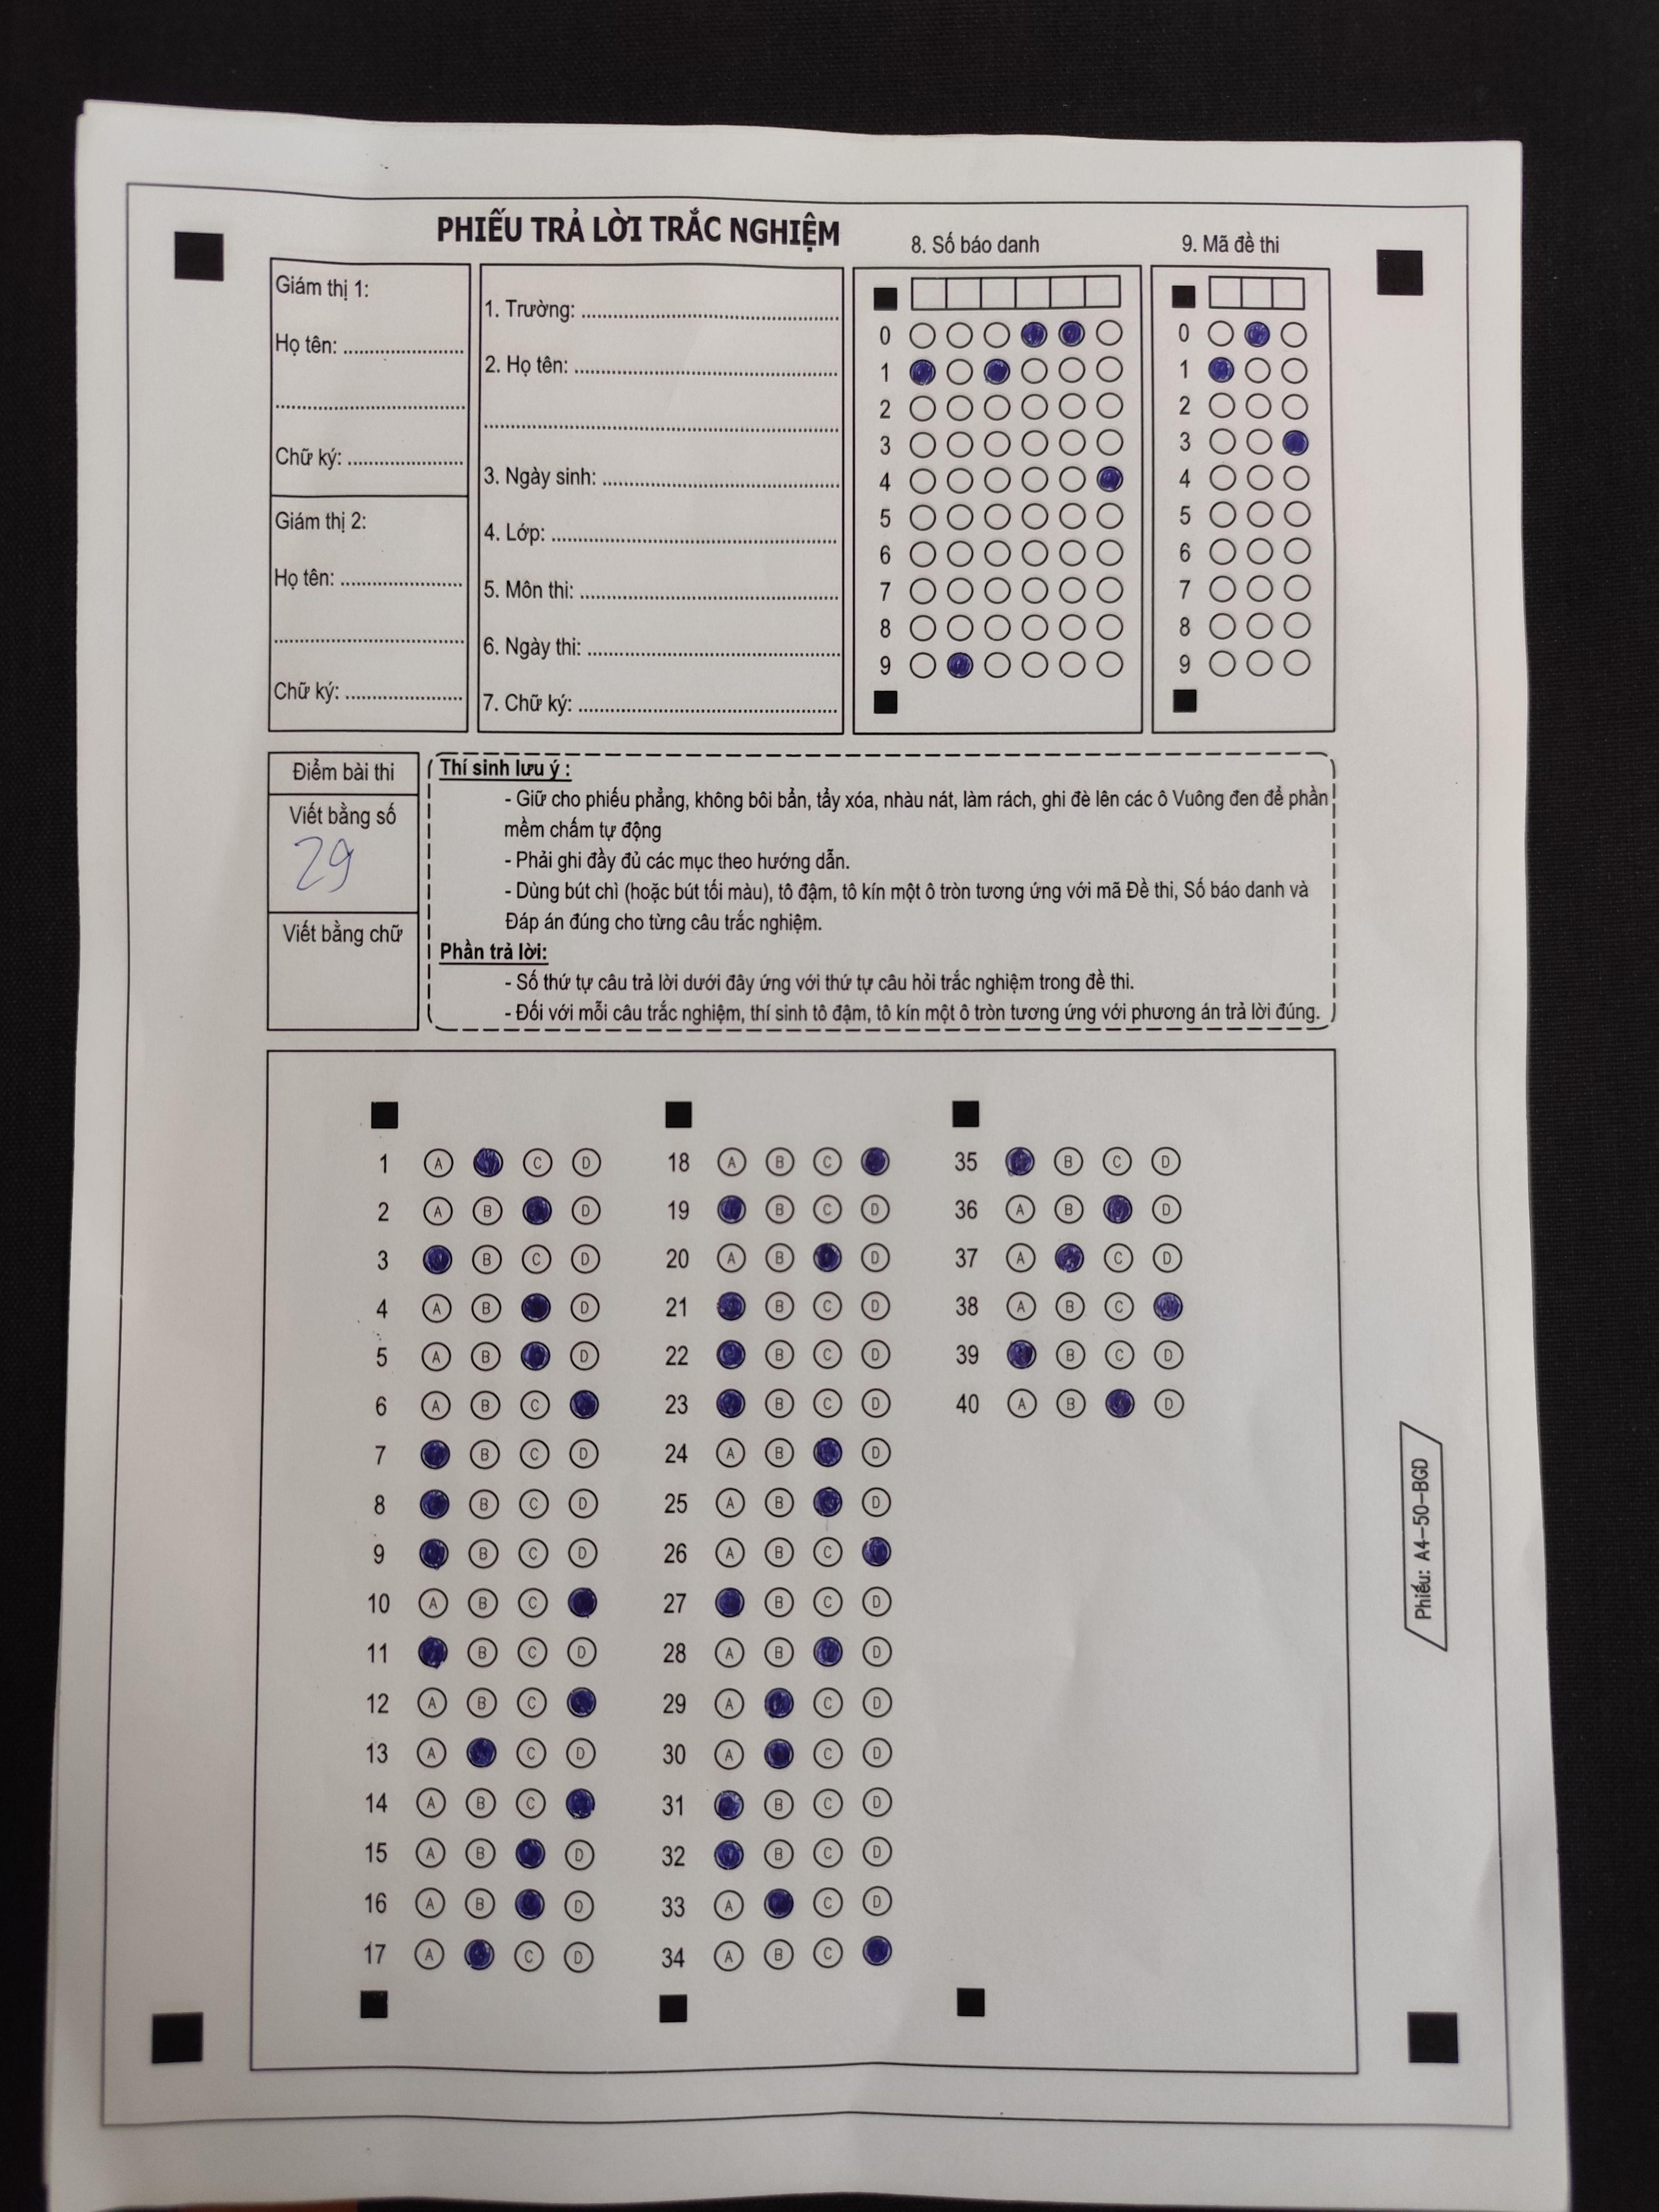 PHIẾU TRẢ LỜI TRẮC NGHIỆM
8. Số báo danh
9. Mã đề thi
Giám thị 1:
Họ tên: ......................
Chữ ký: ......................
Giám thị 2:
Họ tên: ......................
Chữ ký: ......................
1. Trường: ......................
2. Họ tên: ......................
3. Ngày sinh: ......................
4. Lớp: ......................
5. Môn thi: ......................
6. Ngày thi: ......................
7. Chữ ký: ......................
0 0
1 1
2 2
3 3
4 4
5 5
6 6
7 7
8 8
9 9
Điểm bài thi
Viết bằng số
29
Viết bằng chữ
Thí sinh lưu ý :
- Giữ cho phiếu phẳng, không bôi bẩn, tẩy xóa, nhàu nát, làm rách, ghi đè lên các ô Vuông đen để phần
mềm chấm tự động
- Phải ghi đầy đủ các mục theo hướng dẫn.
- Dùng bút chì (hoặc bút tối màu), tô đậm, tô kín một ô tròn tương ứng với mã Đề thi, Số báo danh và
Đáp án đúng cho từng câu trắc nghiệm.
Phần trả lời:
- Số thứ tự câu trả lời dưới đây ứng với thứ tự câu hỏi trắc nghiệm trong đề thi.
- Đối với mỗi câu trắc nghiệm, thí sinh tô đậm, tô kín một ô tròn tương ứng với phương án trả lời đúng.
1 A C D
2 A B D
3 B C D
4 A B D
5 A B D
6 A B C
7 B C D
8 B C D
9 B C D
10 A B C
11 B C D
12 A B C
13 A C D
14 A B C
15 A B D
16 A B D
17 A C D
18 A B C
19 B C D
20 A B D
21 B C D
22 B C D
23 B C D
24 A B D
25 A B D
26 A B C
27 B C D
28 A B D
29 A C D
30 A C D
31 B C D
32 B C D
33 A C D
34 A B C
35 B C D
36 A B D
37 A C D
38 A B C
39 B C D
40 A B D
Phiếu: A4-50-BGD